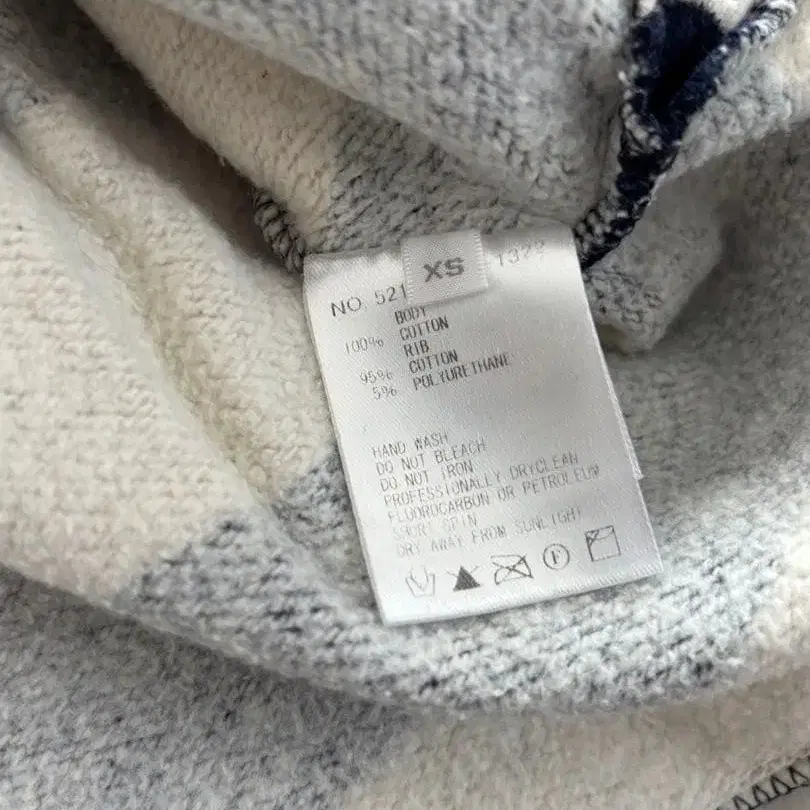 XS
NO. 521
BODY
100% COTTON
RIB
95% COTTON
5% POLYURETHANE
HAND WASH
DO NOT BLEACH
DO NOT IRON
PROFESSIONALLY DRYCLEAN
FLUOROCARBON OR PETROLEUM
SHORT SPIN
DRY AWAY FROM SUNLIGHT